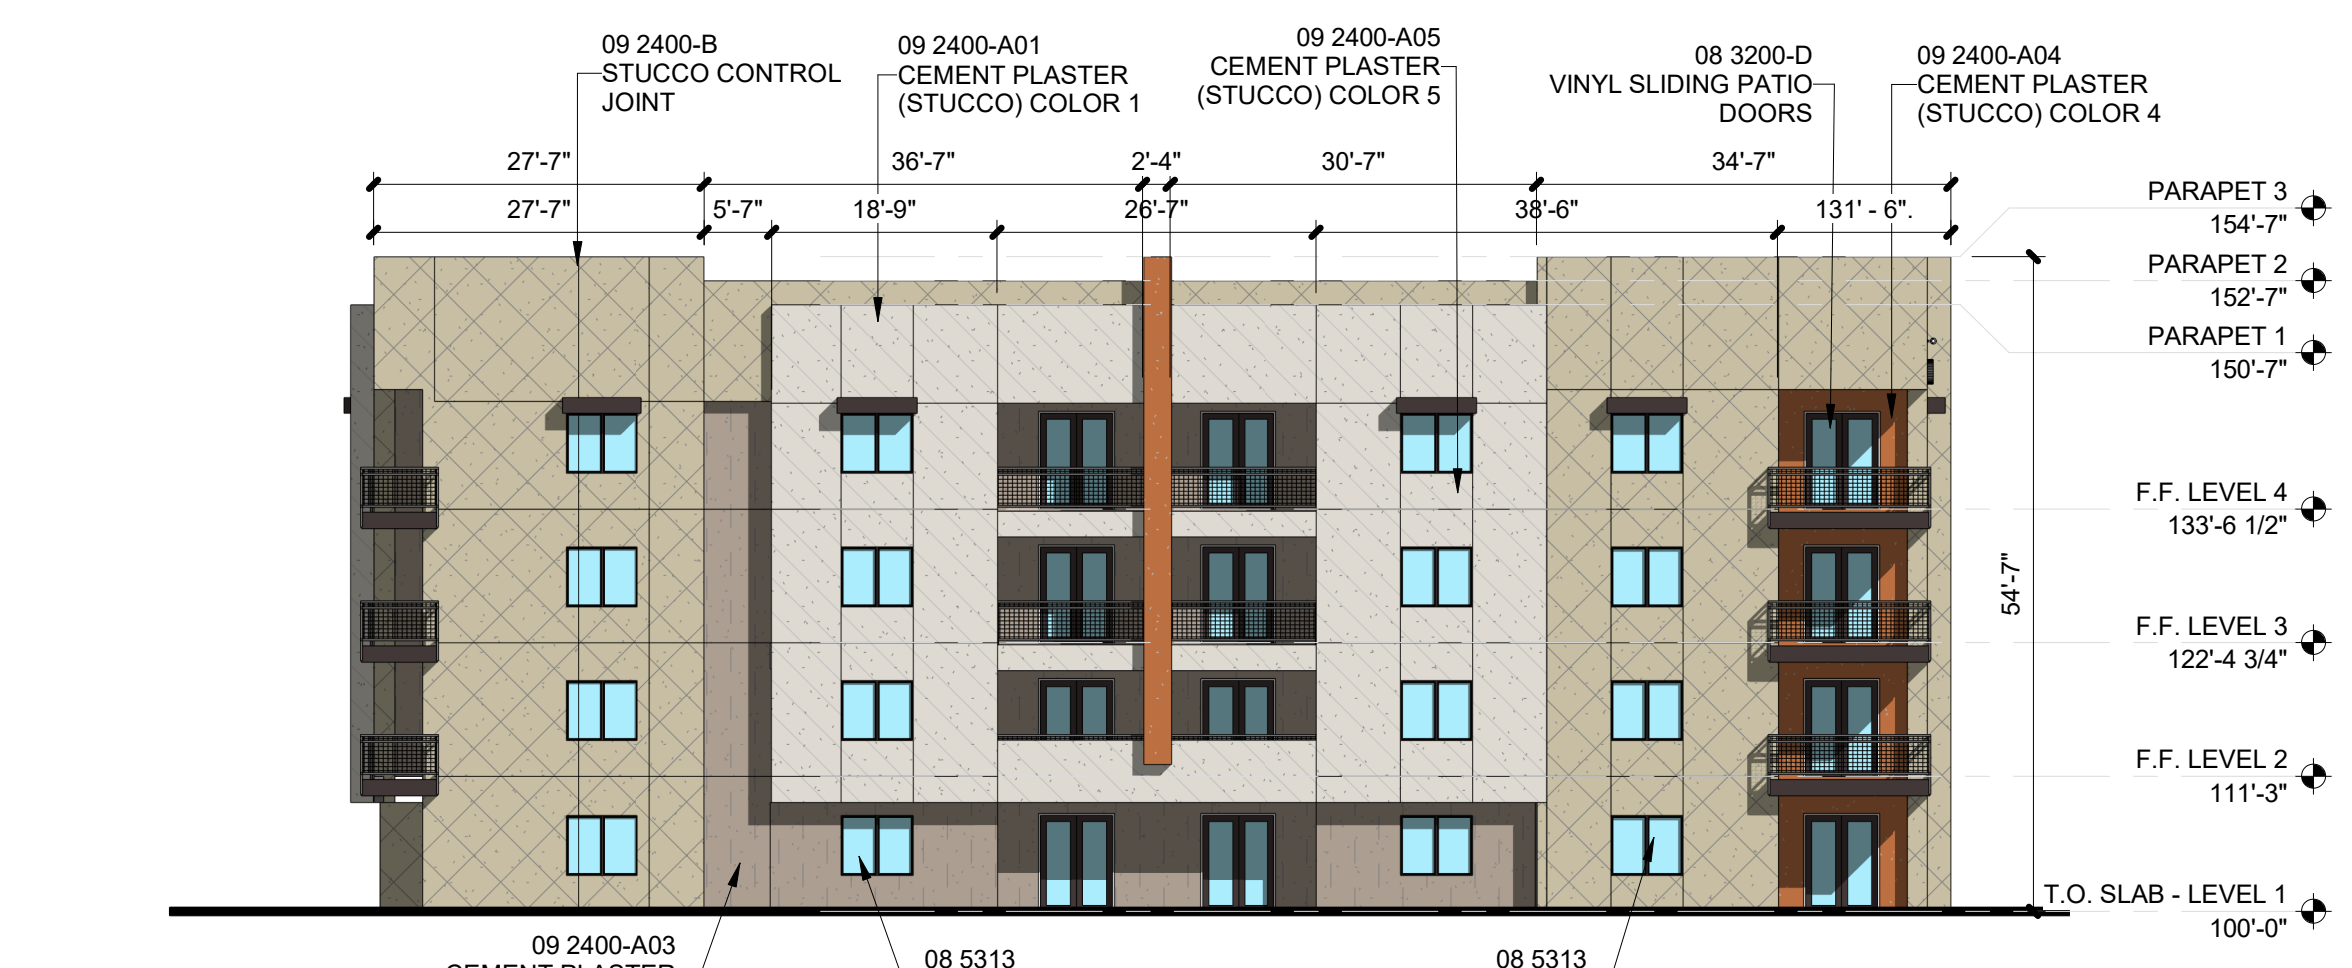 09 2400-B
STUCCO CONTROL
JOINT
09 2400-A01
CEMENT PLASTER
(STUCCO) COLOR 1
09 2400-A05
CEMENT PLASTER
(STUCCO) COLOR 5
08 3200-D
VINYL SLIDING PATIO
DOORS
09 2400-A04
CEMENT PLASTER
(STUCCO) COLOR 4
27'-7"
36'-7"
2'-4"
30'-7"
34'-7"
27'-7"
5'-7"
18'-9"
26'-7"
38'-6"
131' - 6".
PARAPET 3
154'-7"
PARAPET 2
152'-7"
PARAPET 1
150'-7"
F.F. LEVEL 4
133'-6 1/2"
54'-7"
F.F. LEVEL 3
122'-4 3/4"
F.F. LEVEL 2
111'-3"
T.O. SLAB - LEVEL 1
100'-0"
09 2400-A03
CEMENT PLASTER
08 5313
08 5313